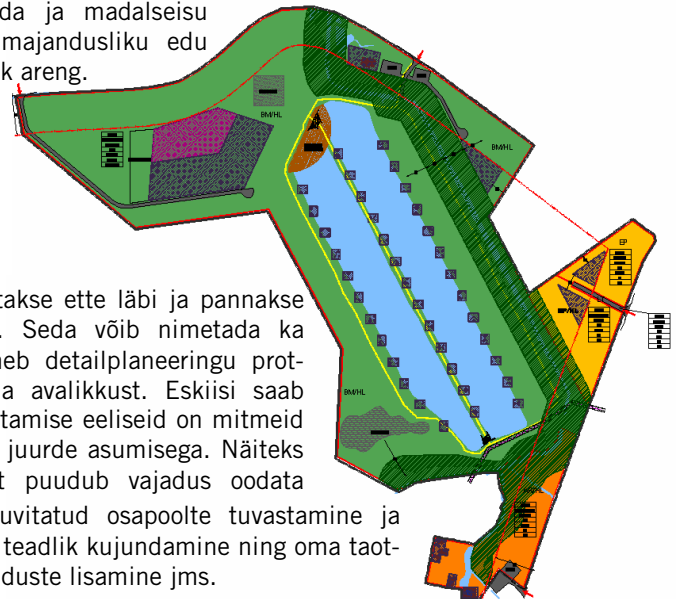 da ja madalseisu
majandusliku edu
k areng.
BM/HL
BM/HL
EP
takse ette läbi ja pannakse
. Seda võib nimetada ka
neb detailplaneeringu prot-
a avalikkust. Eskiisi saab
BM/HL
tamise eeliseid on mitmeid
juurde asumisega. Näiteks
t puudub vajadus oodata
uvitatud osapoolte tuvastamine ja
teadlik kujundamine ning oma taot-
duste lisamine jms.